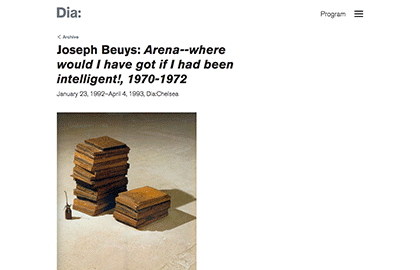 Dia:
Program
< Archive
Joseph Beuys: Arena--where
would I have got if I had been
intelligent!, 1970-1972
January 23, 1992–April 4, 1993, Dia:Chelsea